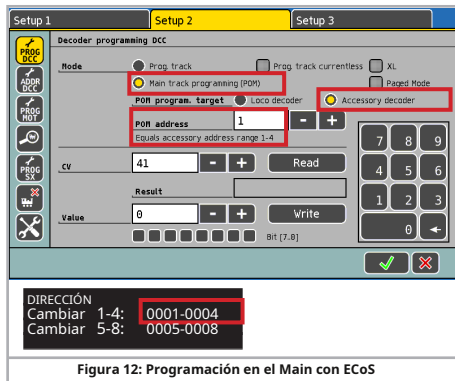 Setup 1 Setup 2 Setup 3
Decoder programming DCC
PROG DCC
Mode Prog. track Prog. track currentless XL
Main track programming (POM) Paged Mode
ADDR DCC
POM program. target Loco decoder Accessory decoder
PROG MOT
POM address 1 - +
Equals accessory address range 1-4
7 8 9
CV 41 - + Read
4 5 6
PROG SX
Result
1 2 3
Value 0 - + Write
0
Bit [7..0]
DIRECCIÓN
Cambiar 1-4: 0001-0004
Cambiar 5-8: 0005-0008
Figura 12: Programación en el Main con ECoS